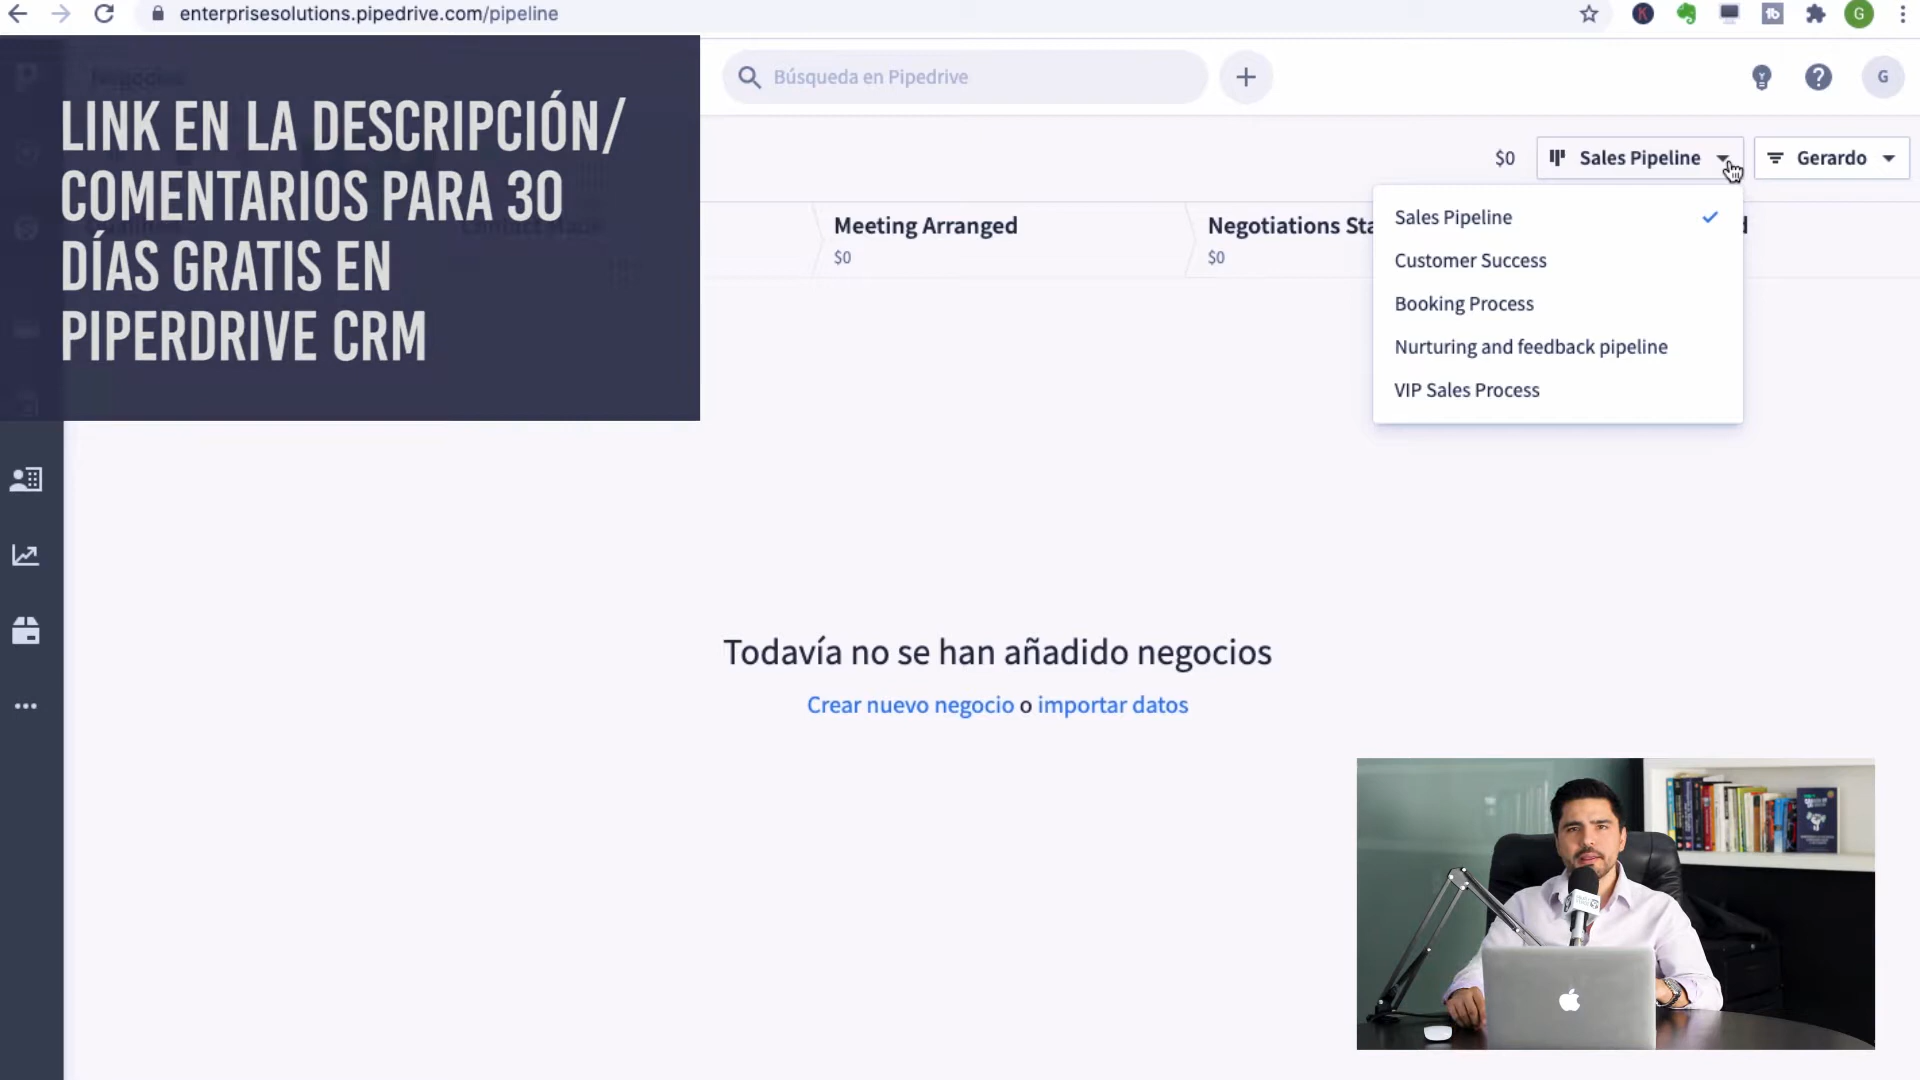 enterprisesolutions.pipedrive.com/pipeline
LINK EN LA DESCRIPCIÓN/
COMENTARIOS PARA 30
DÍAS GRATIS EN
PIPERDRIVE CRM
Búsqueda en Pipedrive
G
G
$0
Sales Pipeline
Gerardo
Meeting Arranged
$0
Negotiations Sta
$0
Sales Pipeline
Customer Success
Booking Process
Nurturing and feedback pipeline
VIP Sales Process
Todavía no se han añadido negocios
Crear nuevo negocio o importar datos